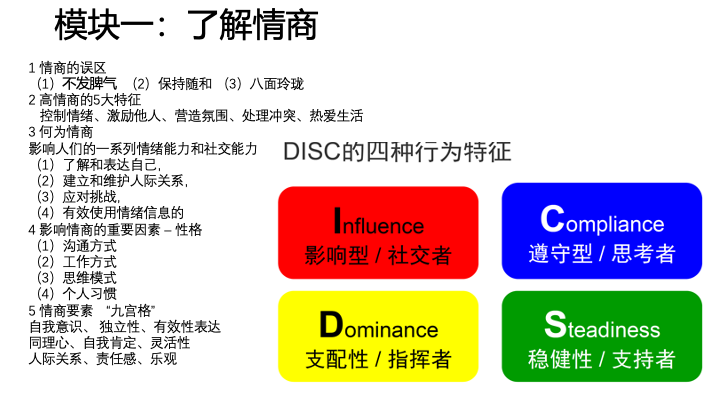 模块一：了解情商
1 情商的误区
（1）不发脾气 （2）保持随和 （3）八面玲珑
2 高情商的5大特征
控制情绪、激励他人、营造氛围、处理冲突、热爱生活
3 何为情商
影响人们的一系列情绪能力和社交能力
（1）了解和表达自己,
（2）建立和维护人际关系,
（3）应对挑战,
（4）有效使用情绪信息的
4 影响情商的重要因素 – 性格
（1）沟通方式
（2）工作方式
（3）思维模式
（4）个人习惯
5 情商要素 “九宫格”
自我意识、 独立性、有效性表达
同理心、自我肯定、灵活性
人际关系、责任感、乐观
DISC的四种行为特征
Influence
影响型 / 社交者
Compliance
遵守型 / 思考者
Dominance
支配性 / 指挥者
Steadiness
稳健性 / 支持者